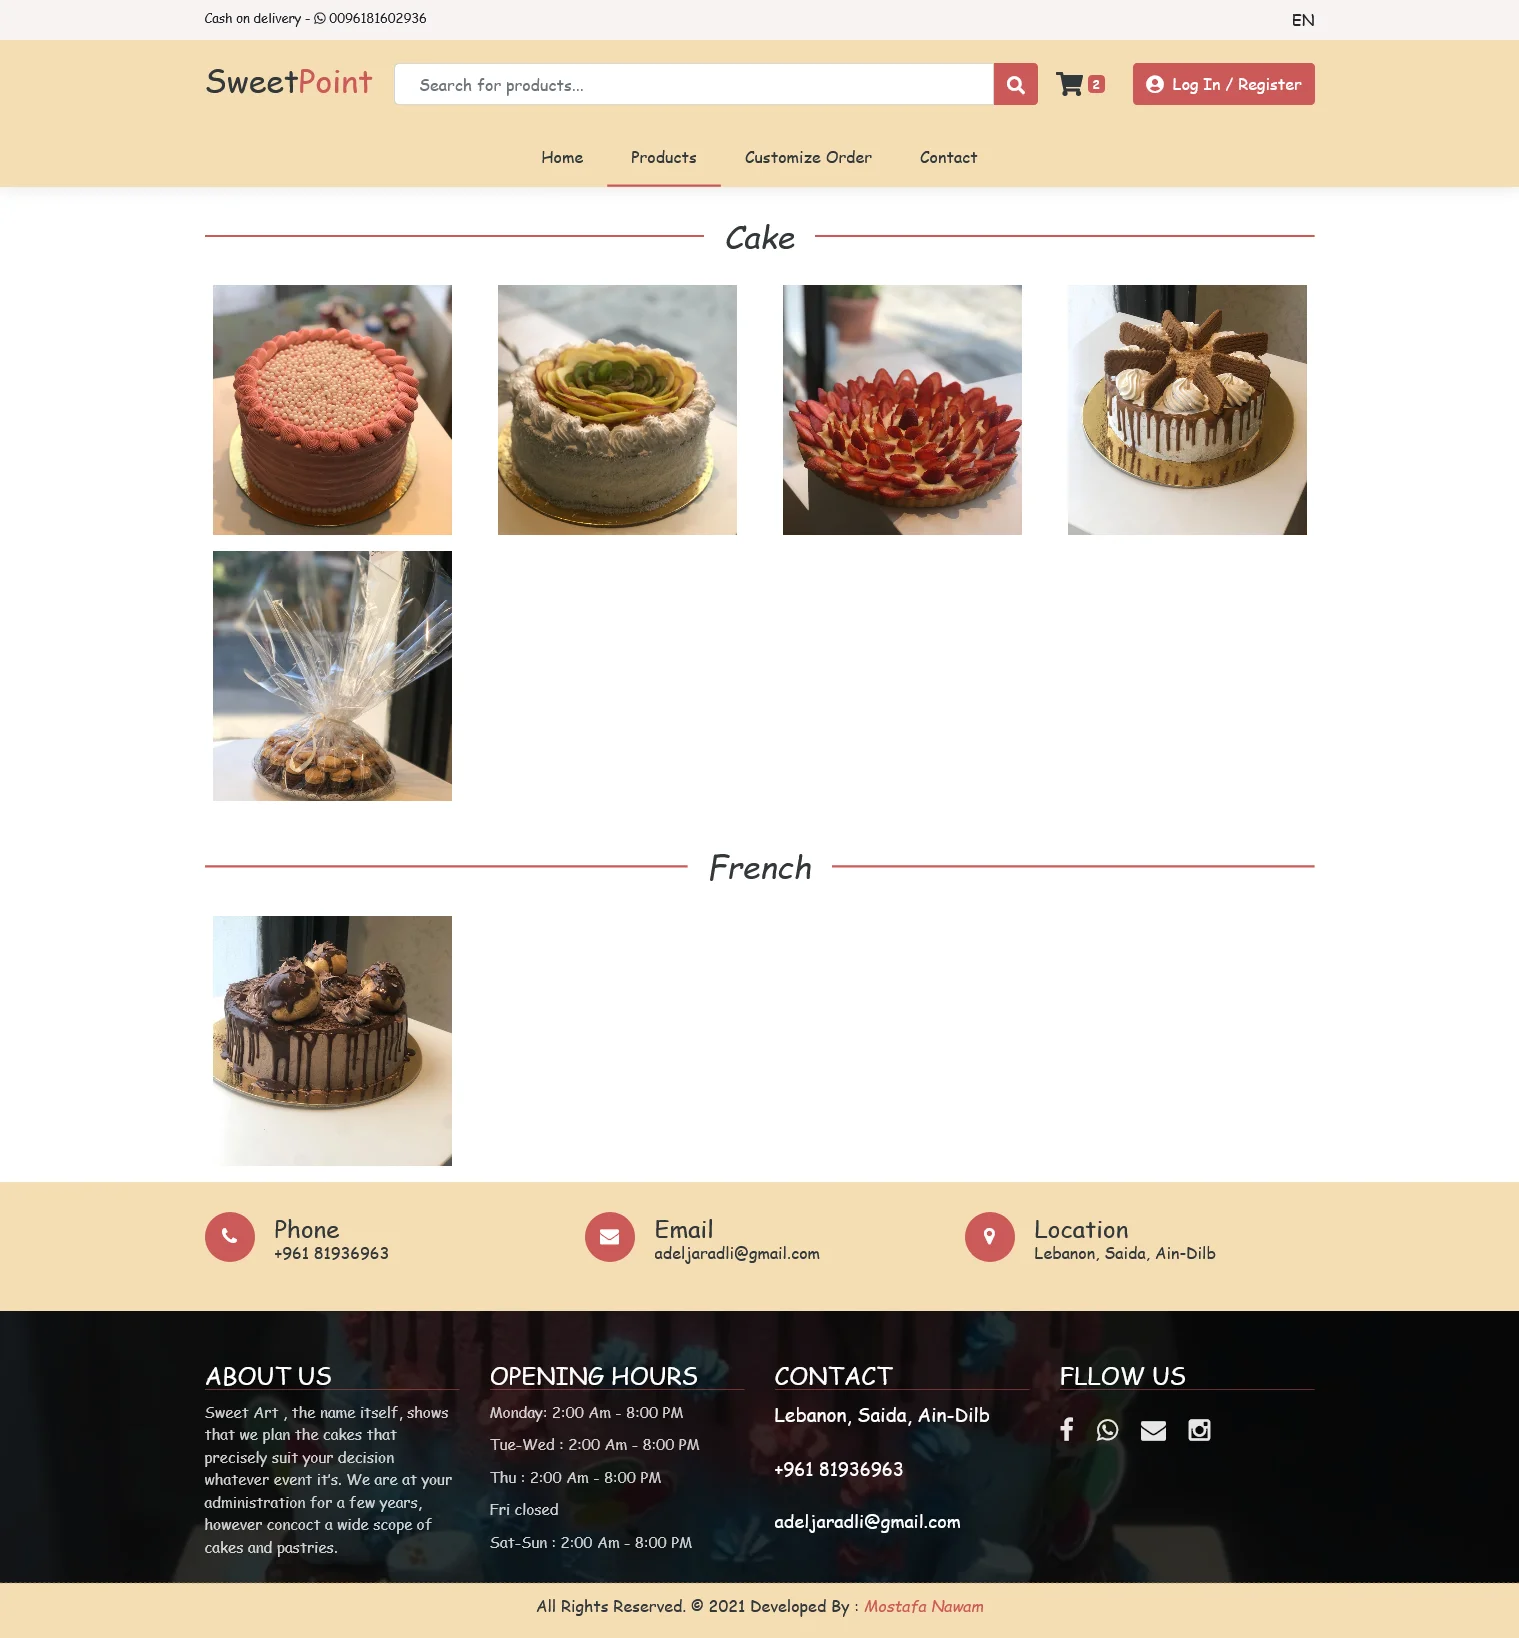 Cash on delivery - 0096181602936
EN
SweetPoint
Search for products...
2
Log In / Register
Home
Products
Customize Order
Contact
Cake
French
Phone
+961 81936963
Email
adeljaradli@gmail.com
Location
Lebanon, Saida, Ain-Dilb
ABOUT US
Sweet Art , the name itself, shows
that we plan the cakes that
precisely suit your decision
whatever event it's. We are at your
administration for a few years,
however concoct a wide scope of
cakes and pastries.
OPENING HOURS
Monday: 2:00 Am - 8:00 PM
Tue-Wed : 2:00 Am - 8:00 PM
Thu : 2:00 Am - 8:00 PM
Fri closed
Sat-Sun : 2:00 Am - 8:00 PM
CONTACT
Lebanon, Saida, Ain-Dilb
+961 81936963
adeljaradli@gmail.com
FLLOW US
All Rights Reserved. © 2021 Developed By : Mostafa Nawam